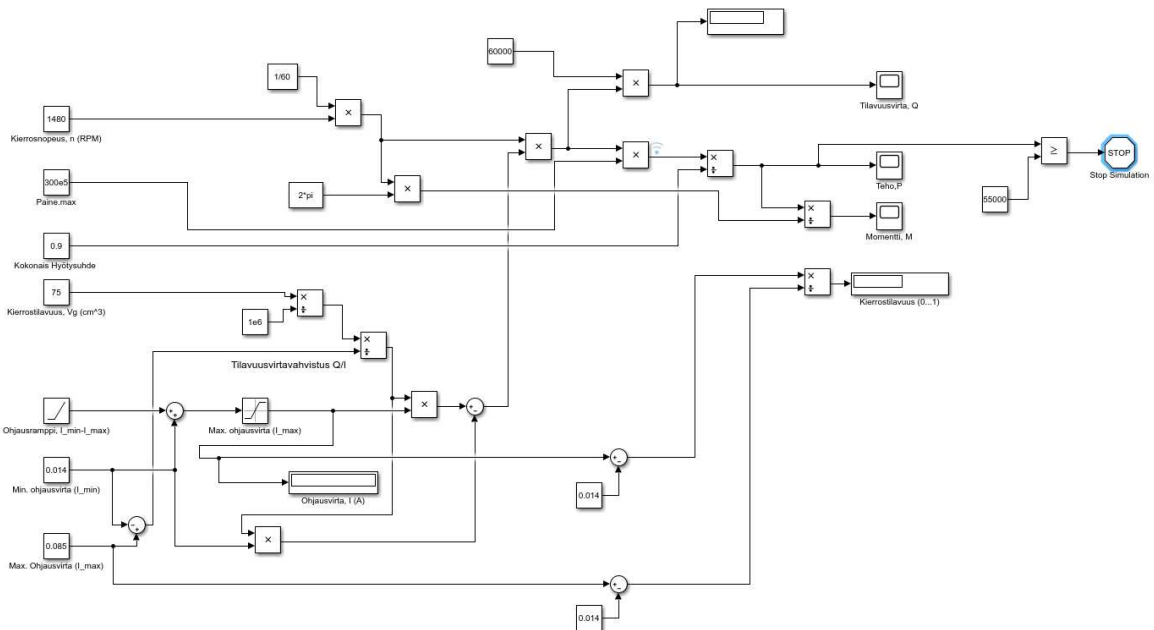 60000
1/60
Tilavuusvirta, Q
1480
Kierrosnopeus, n (RPM)
STOP
Stop Simulation
300e5
Paine.max
2*pi
Teho,P
55000
Momentti, M
0.9
Kokonais Hyötysuhde
75
Kierrostilavuus, Vg (cm^3)
Kierrostilavuus (0...1)
1e6
Tilavuusvirtavahvistus Q/I
Ohjausramppi, I_min-I_max)
Max. ohjausvirta (I_max)
0.014
Min. ohjausvirta (I_min)
Ohjausvirta, I (A)
0.014
0.085
Max. Ohjausvirta (I_max)
0.014